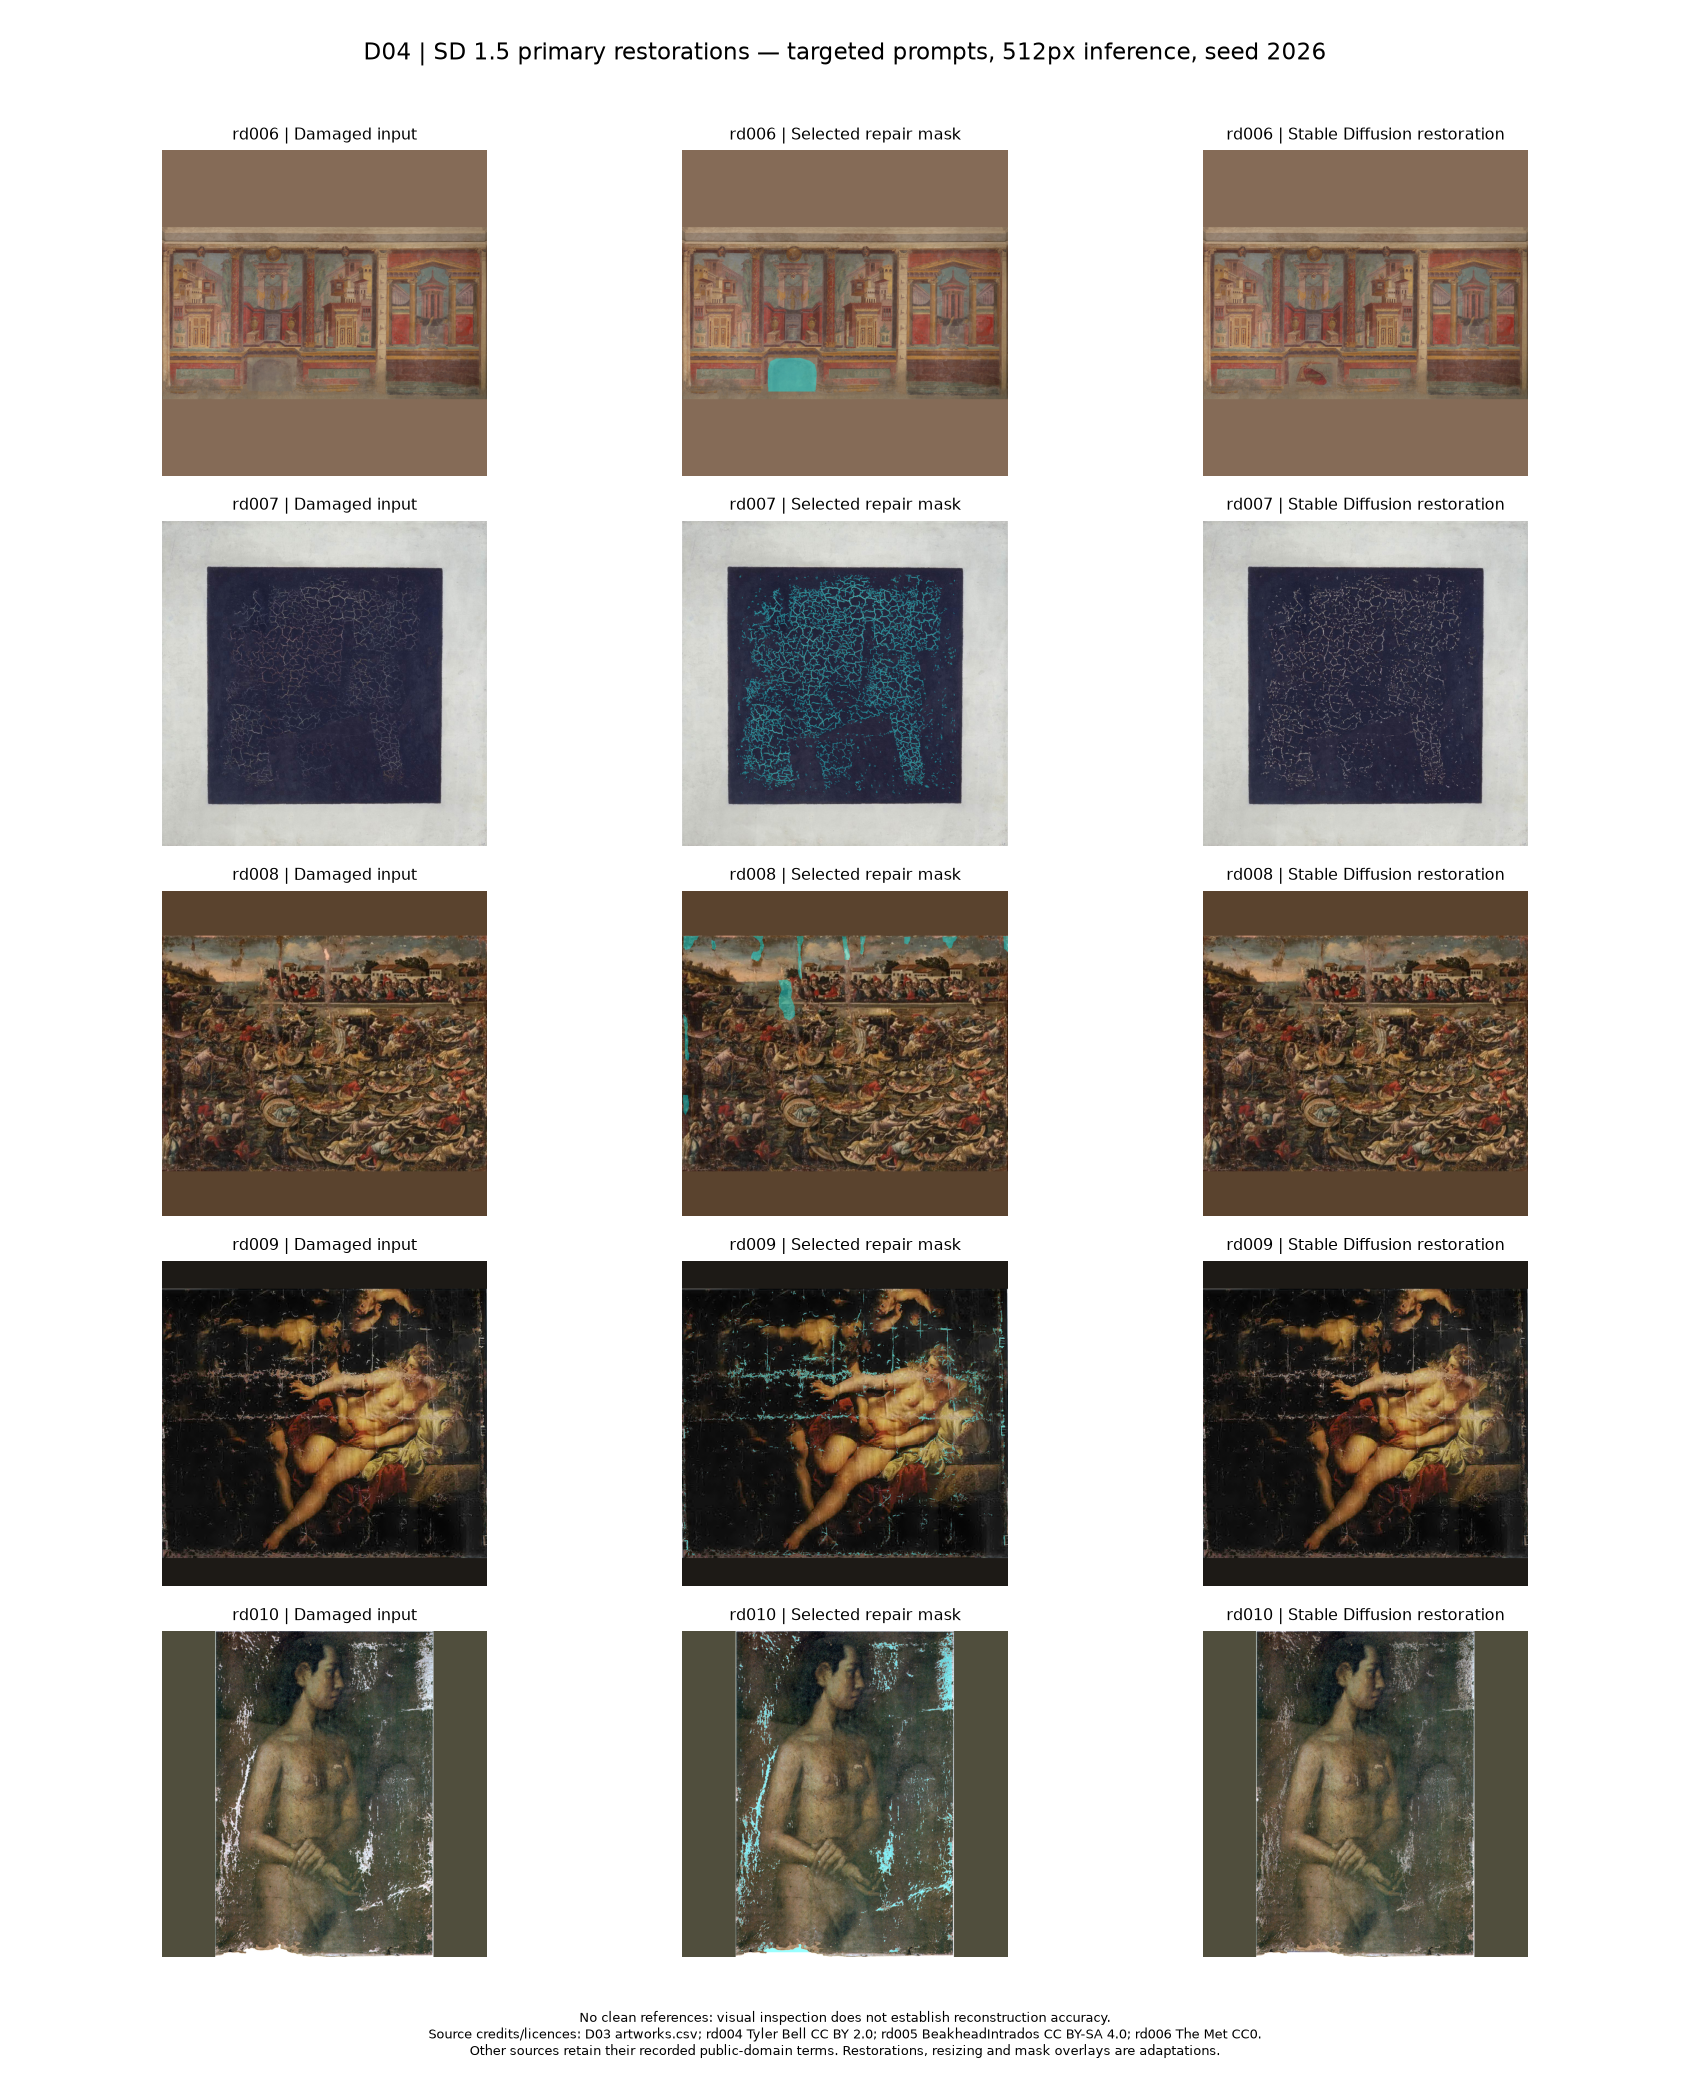 D04 | SD 1.5 primary restorations — targeted prompts, 512px inference, seed 2026
rd006 | Damaged input
rd006 | Selected repair mask
rd006 | Stable Diffusion restoration
rd007 | Damaged input
rd007 | Selected repair mask
rd007 | Stable Diffusion restoration
rd008 | Damaged input
rd008 | Selected repair mask
rd008 | Stable Diffusion restoration
rd009 | Damaged input
rd009 | Selected repair mask
rd009 | Stable Diffusion restoration
rd010 | Damaged input
rd010 | Selected repair mask
rd010 | Stable Diffusion restoration
No clean references: visual inspection does not establish reconstruction accuracy.
Source credits/licences: D03 artworks.csv; rd004 Tyler Bell CC BY 2.0; rd005 BeakheadIntrados CC BY-SA 4.0; rd006 The Met CC0.
Other sources retain their recorded public-domain terms. Restorations, resizing and mask overlays are adaptations.